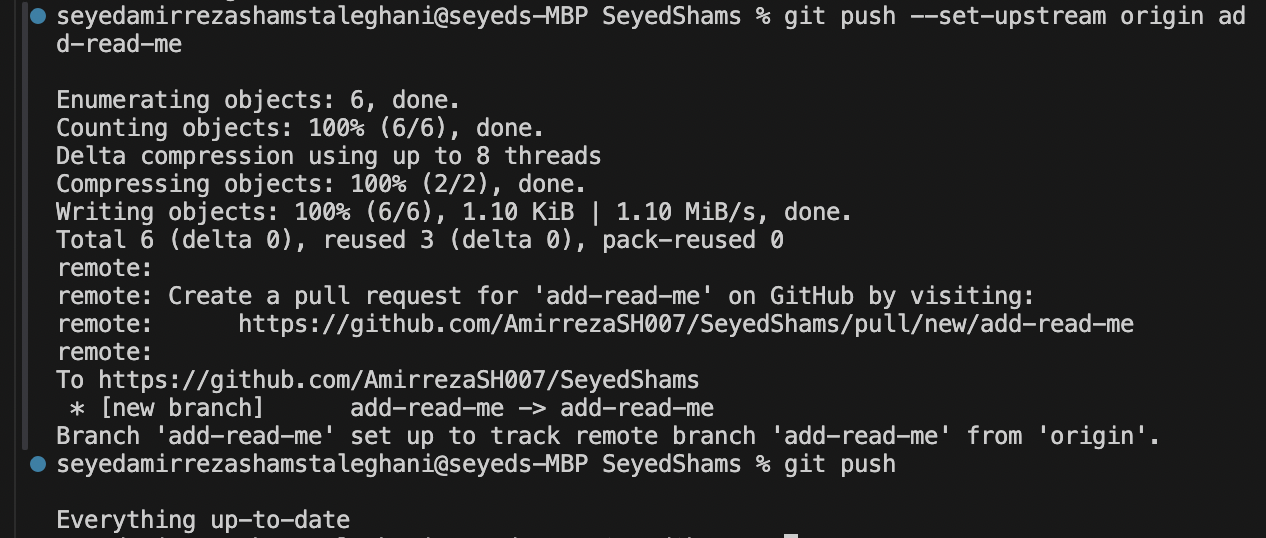 seyedamirrezashamstaleghani@seyeds-MBP SeyedShams % git push --set-upstream origin ad
d-read-me
Enumerating objects: 6, done.
Counting objects: 100% (6/6), done.
Delta compression using up to 8 threads
Compressing objects: 100% (2/2), done.
Writing objects: 100% (6/6), 1.10 KiB | 1.10 MiB/s, done.
Total 6 (delta 0), reused 3 (delta 0), pack-reused 0
remote:
remote: Create a pull request for 'add-read-me' on GitHub by visiting:
remote:      https://github.com/AmirrezaSH007/SeyedShams/pull/new/add-read-me
remote:
To https://github.com/AmirrezaSH007/SeyedShams
 * [new branch]      add-read-me -> add-read-me
Branch 'add-read-me' set up to track remote branch 'add-read-me' from 'origin'.
seyedamirrezashamstaleghani@seyeds-MBP SeyedShams % git push
Everything up-to-date